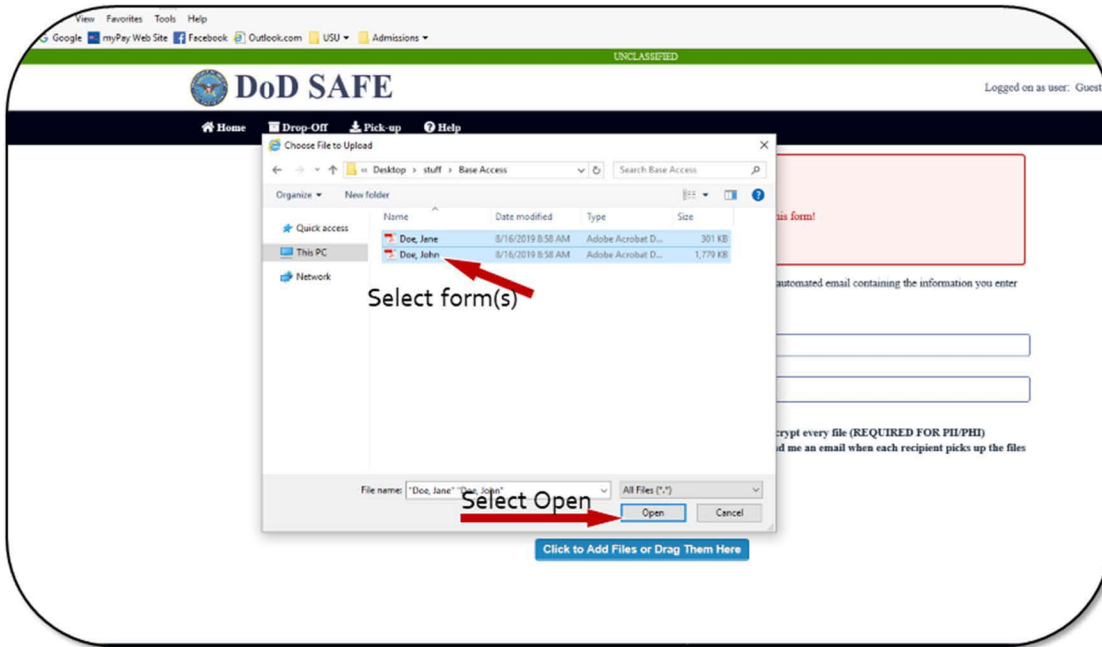 View Favorites Tools Help
Google myPay Web Site Facebook Outlook.com USU Admissions
UNCLASSIFIED
DoD SAFE
Logged on as user: Guest
Home Drop-Off Pick-up Help
Choose File to Upload
« Desktop > stuff > Base Access
Search Base Access
Organize New folder
Name Date modified Type Size
Quick access
This PC
Network
Doe, Jane 8/16/2019 8:58 AM Adobe Acrobat D... 301 KB
Doe, John 8/16/2019 8:58 AM Adobe Acrobat D... 1,779 KB
Select form(s)
his form!
automated email containing the information you enter
crypt every file (REQUIRED FOR PII/PHI)
me an email when each recipient picks up the files
File name: "Doe, Jane" "Doe, John" All Files (*.*)
Select Open
Open Cancel
Click to Add Files or Drag Them Here